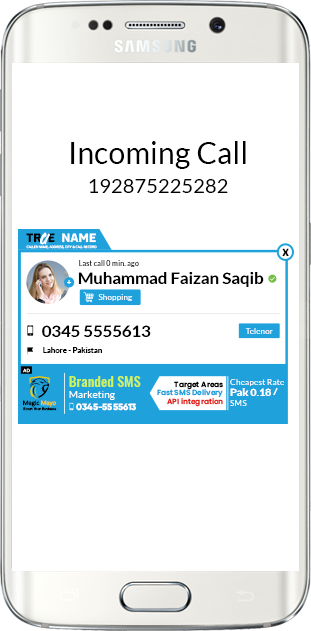 SAMSUNG
Incoming Call
192875225282
TRUE NAME
CALLER NAME, ADDRESS, CITY & CALL RECORD
X
Last call 0 min. ago
Muhammad Faizan Saqib
Shopping
0345 5555613
Telenor
Lahore - Pakistan
AD
Magic Maya
Branded SMS
Marketing
0345-5555613
Target Areas
Fast SMS Delivery
API Integration
Cheapest Rate
Pak 0.18 /
SMS